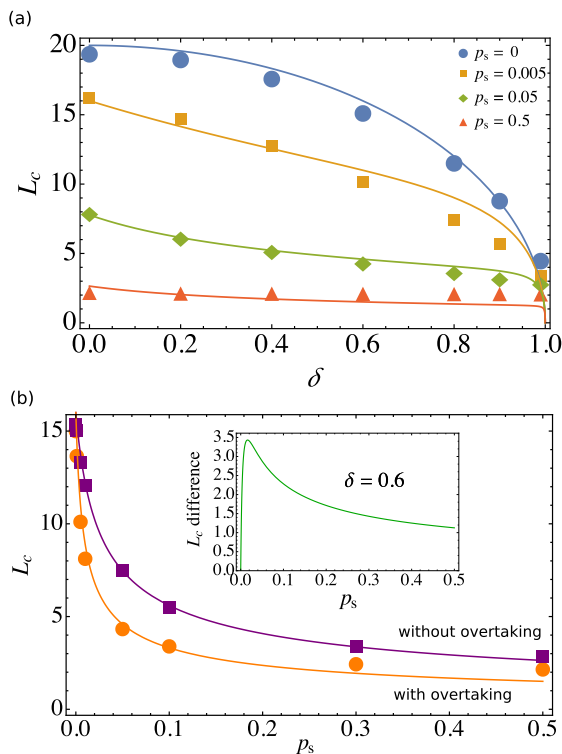 (a)
20
15
10
5
0
L_c
p_s = 0
p_s = 0.005
p_s = 0.05
p_s = 0.5
0.0 0.2 0.4 0.6 0.8 1.0
δ
(b)
15
10
5
0
L_c
3.5
3.0
2.5
2.0
1.5
1.0
0.5
0.0
L_c difference
δ = 0.6
0.0 0.1 0.2 0.3 0.4 0.5
p_s
without overtaking
with overtaking
0.0 0.1 0.2 0.3 0.4 0.5
p_s